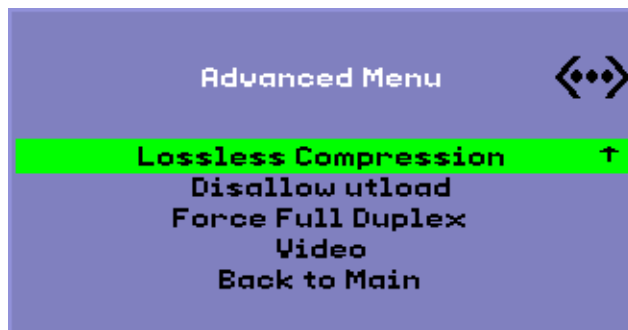 Advanced Menu
Lossless Compression ↑
Disallow utload
Force Full Duplex
Video
Back to Main